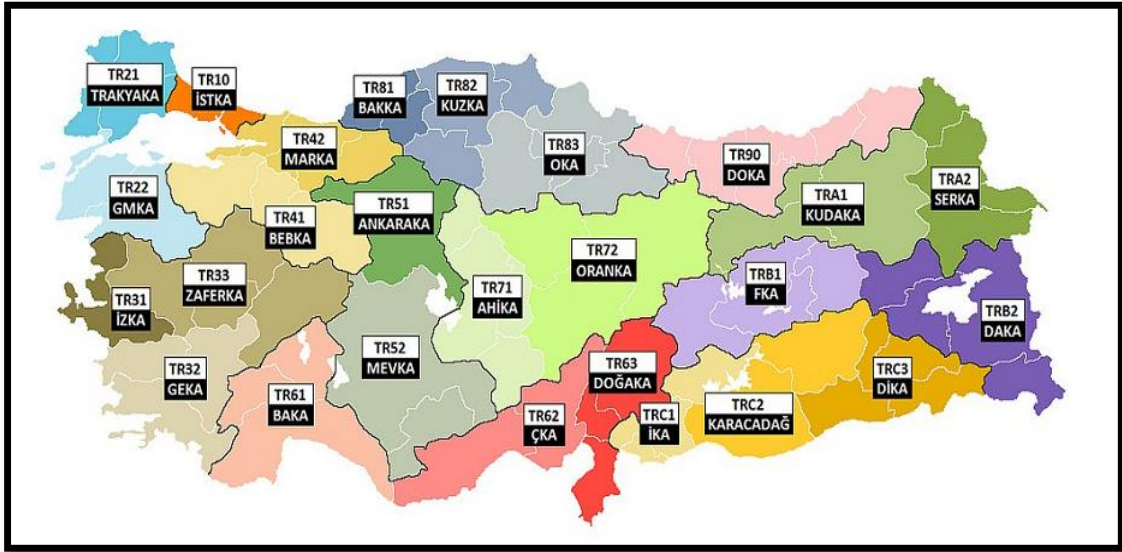 TR21
TRAKYAKA
TR10
İSTKA
TR81
BAKKA
TR82
KUZKA
TR42
MARKA
TR83
OKA
TR90
DOKA
TRA1
KUDAKA
TRA2
SERKA
TR22
GMKA
TR41
BEBKA
TR51
ANKARAKA
TR72
ORANKA
TR33
ZAFERKA
TR71
AHİKA
TRB1
FKA
TR31
İZKA
TRB2
DAKA
TR32
GEKA
TR52
MEVKA
TR63
DOĞAKA
TRC3
DİKA
TR61
BAKA
TR62
ÇKA
TRC1
İKA
TRC2
KARACADAĞ